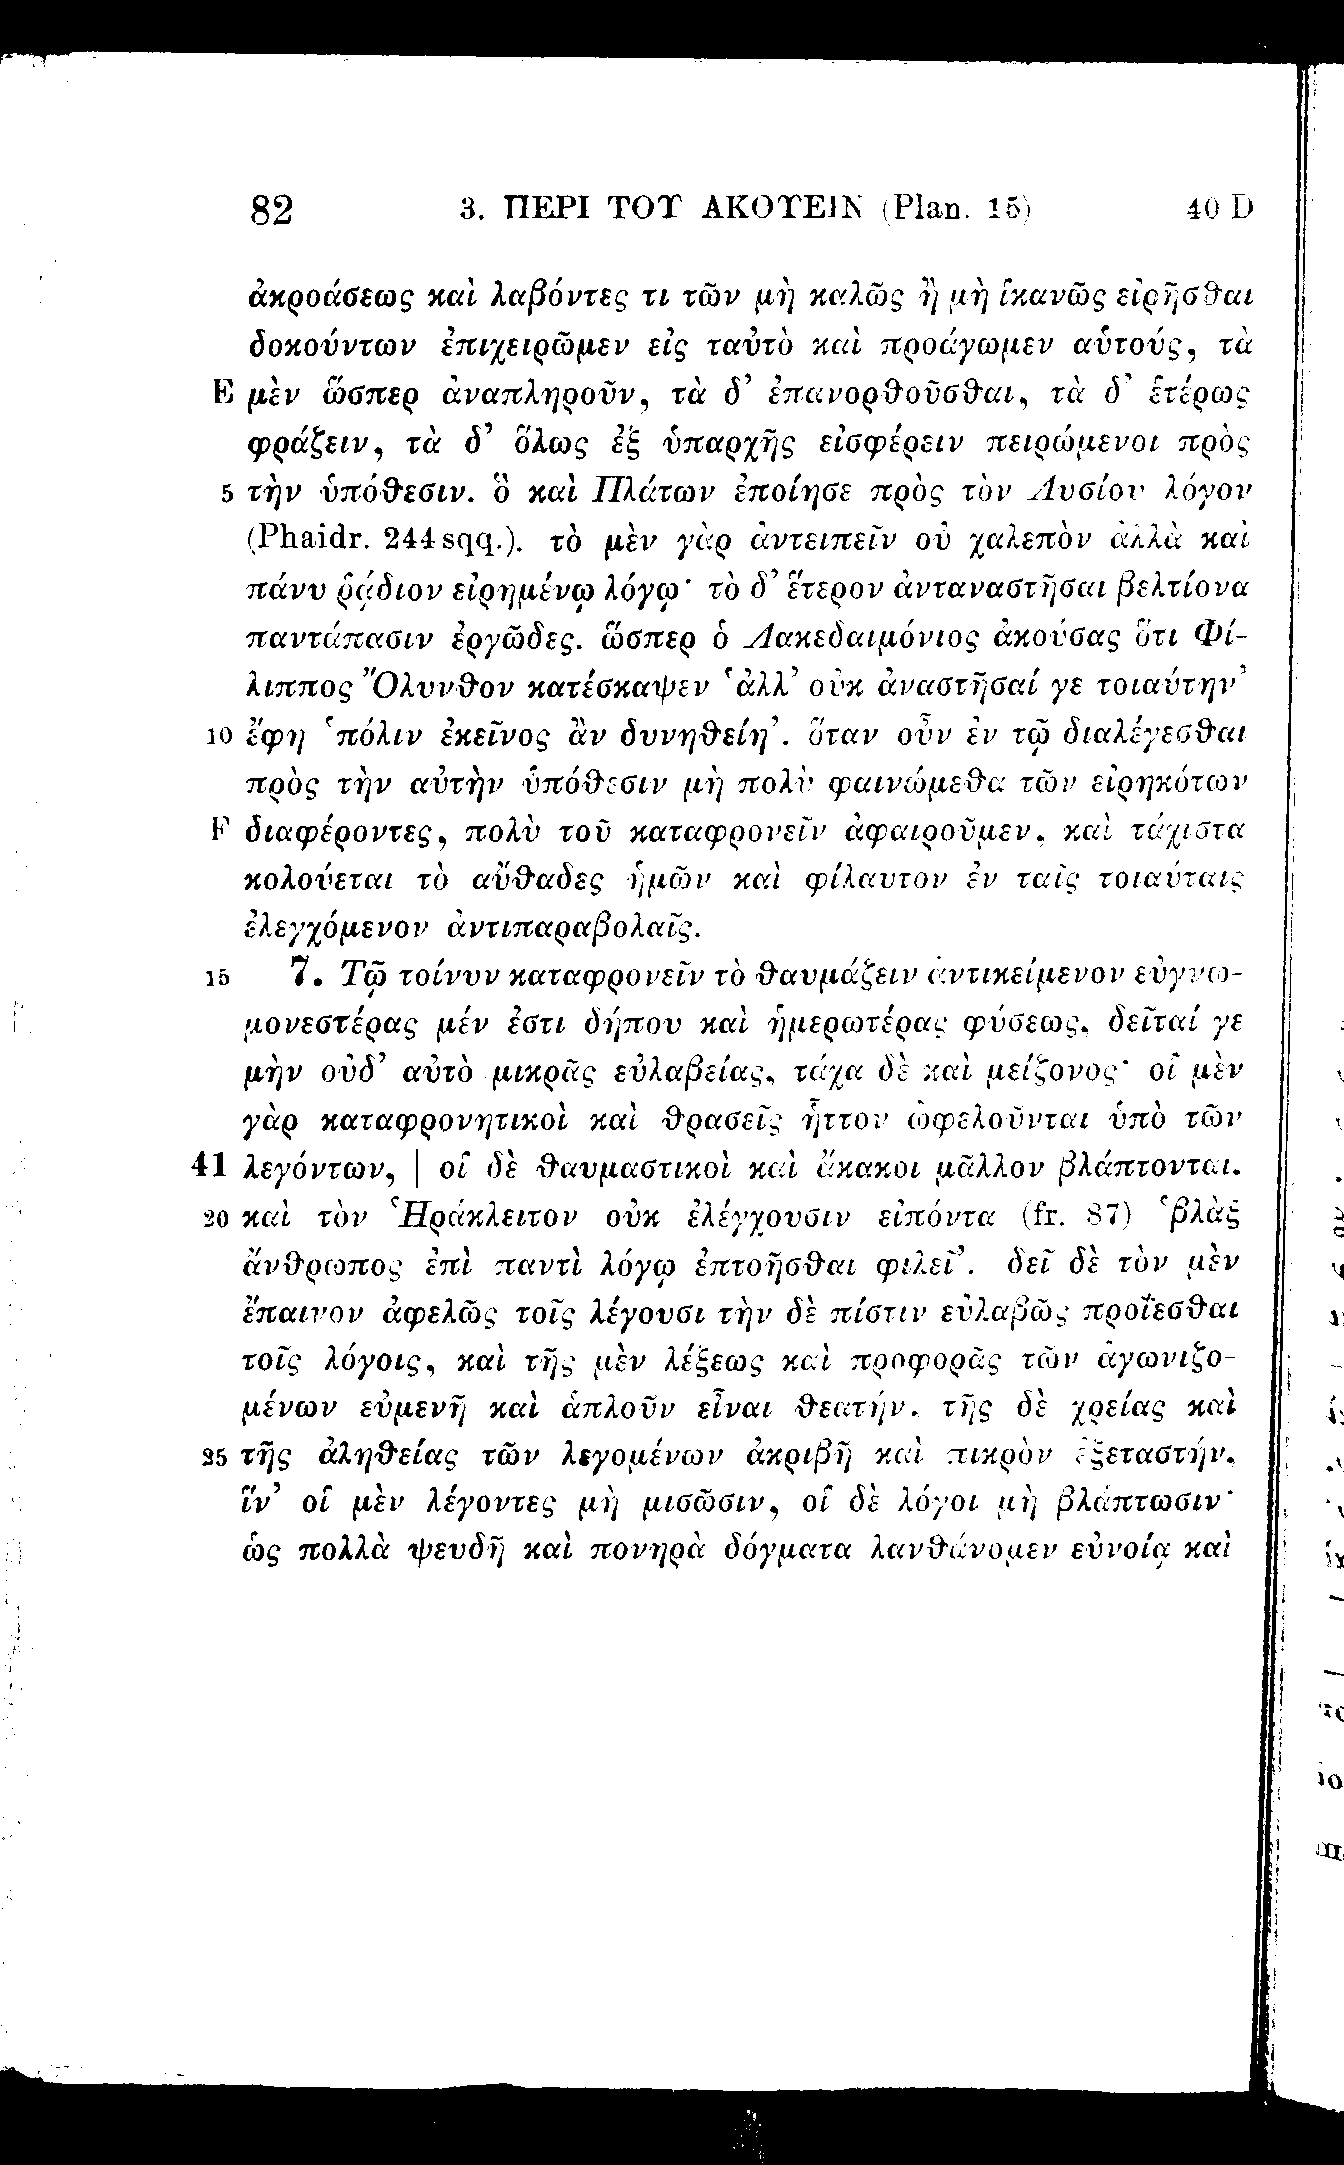 82 3. ΠΕΡΙ ΤΟΥ ΑΚΟΥΕΙΝ (Plan. 15) 40 D
ἀκροάσεως καὶ λαβόντες τι τῶν μὴ καλῶς ἢ μὴ ἱκανῶς εἰρῆσθαι
δοκούντων ἐπιχειρῶμεν εἰς ταὐτὸ καὶ προάγωμεν αὑτούς, τὰ
E μὲν ὥσπερ ἀναπληροῦν, τὰ δ’ ἐπανορθοῦσθαι, τὰ δ’ ἑτέρως
φράζειν, τὰ δ’ ὅλως ἐξ ὑπαρχῆς εἰσφέρειν πειρώμενοι πρὸς
5 τὴν ὑπόθεσιν. ὃ καὶ Πλάτων ἐποίησε πρὸς τὸν Λυσίου λόγον
(Phaidr. 244 sqq.). τὸ μὲν γὰρ ἀντειπεῖν οὐ χαλεπὸν ἀλλὰ καὶ
πάνυ ῥᾴδιον εἰρημένῳ λόγῳ· τὸ δ’ ἕτερον ἀνταναστῆσαι βελτίονα
παντάπασιν ἐργῶδες. ὥσπερ ὁ Λακεδαιμόνιος ἀκούσας ὅτι Φί-
λιππος Ὄλυνθον κατέσκαψεν ‘ἀλλ’ οὐκ ἀναστῆσαί γε τοιαύτην’
10 ἔφη ‘πόλιν ἐκεῖνος ἂν δυνηθείη’. ὅταν οὖν ἐν τῷ διαλέγεσθαι
πρὸς τὴν αὐτὴν ὑπόθεσιν μὴ πολὺ φαινώμεθα τῶν εἰρηκότων
F διαφέροντες, πολὺ τοῦ καταφρονεῖν ἀφαιροῦμεν, καὶ τάχιστα
κολούεται τὸ αὔθαδες ἡμῶν καὶ φίλαυτον ἐν ταῖς τοιαύταις
ἐλεγχόμενον ἀντιπαραβολαῖς.
15 7. Τῷ τοίνυν καταφρονεῖν τὸ θαυμάζειν ἀντικείμενον εὐγνω-
μονεστέρας μέν ἐστι δήπου καὶ ἡμερωτέρας φύσεως, δεῖταί γε
μὴν οὐδ’ αὐτὸ μικρᾶς εὐλαβείας, τάχα δὲ καὶ μείζονος· οἱ μὲν
γὰρ καταφρονητικοὶ καὶ θρασεῖς ἧττον ὠφελοῦνται ὑπὸ τῶν
41 λεγόντων, | οἱ δὲ θαυμαστικοὶ καὶ ἄκακοι μᾶλλον βλάπτονται.
20 καὶ τὸν Ἡράκλειτον οὐκ ἐλέγχουσιν εἰπόντα (fr. 87) ‘βλὰξ
ἄνθρωπος ἐπὶ παντὶ λόγῳ ἐπτοῆσθαι φιλεῖ’. δεῖ δὲ τὸν μὲν
ἔπαινον ἀφελῶς τοῖς λέγουσι τὴν δὲ πίστιν εὐλαβῶς προΐεσθαι
τοῖς λόγοις, καὶ τῆς μὲν λέξεως καὶ προφορᾶς τῶν ἀγωνιζο-
μένων εὐμενῆ καὶ ἁπλοῦν εἶναι θεατήν, τῆς δὲ χρείας καὶ
25 τῆς ἀληθείας τῶν λεγομένων ἀκριβῆ καὶ πικρὸν ἐξεταστήν,
ἵν’ οἱ μὲν λέγοντες μὴ μισῶσιν, οἱ δὲ λόγοι μὴ βλάπτωσιν·
ὡς πολλὰ ψευδῆ καὶ πονηρὰ δόγματα λανθάνομεν εὐνοίᾳ καὶ